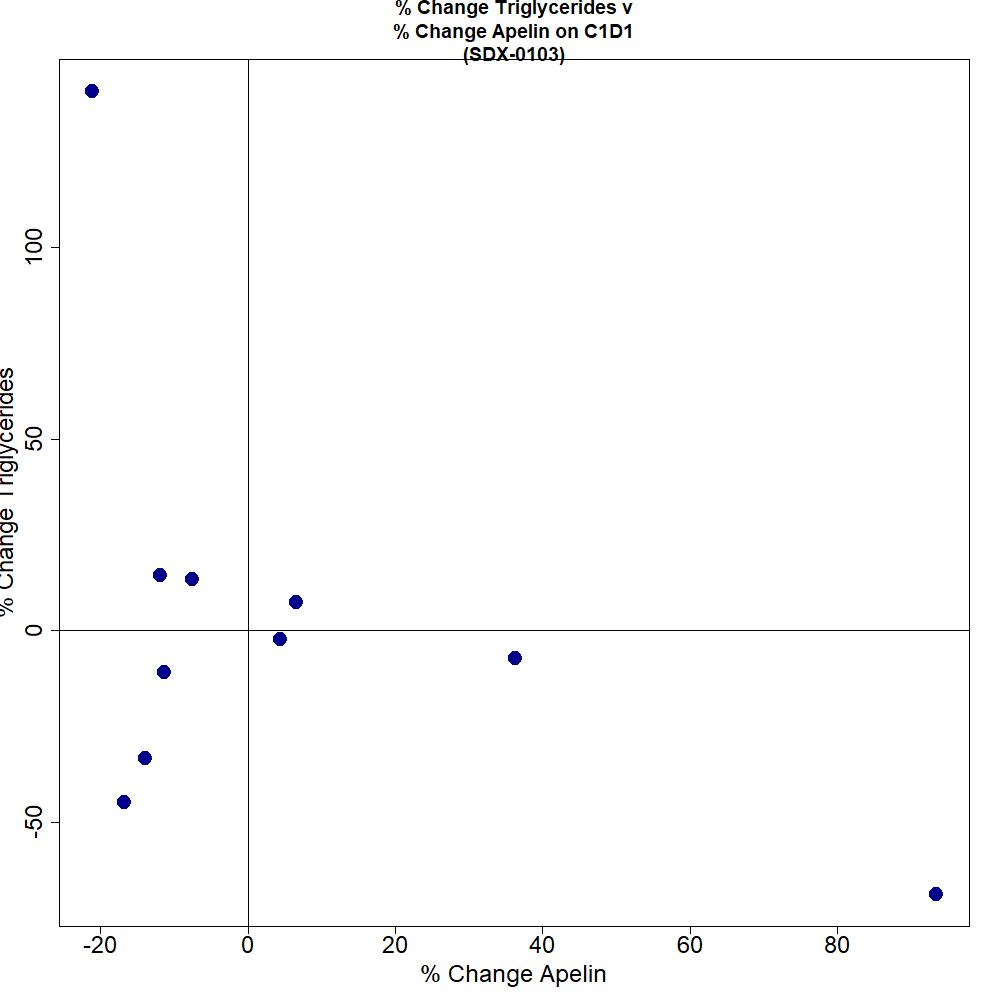 % Change Triglycerides v
% Change Apelin on C1D1
(SDX-0103)
% Change Triglycerides
100
50
0
-50
-20
0
20
40
60
80
% Change Apelin